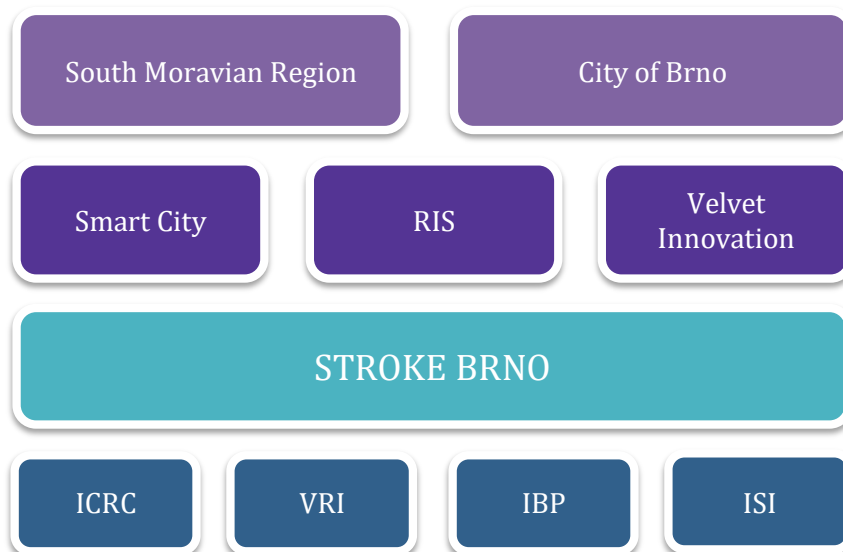 South Moravian Region
City of Brno
Smart City
RIS
Velvet
Innovation
STROKE BRNO
ICRC
VRI
IBP
ISI